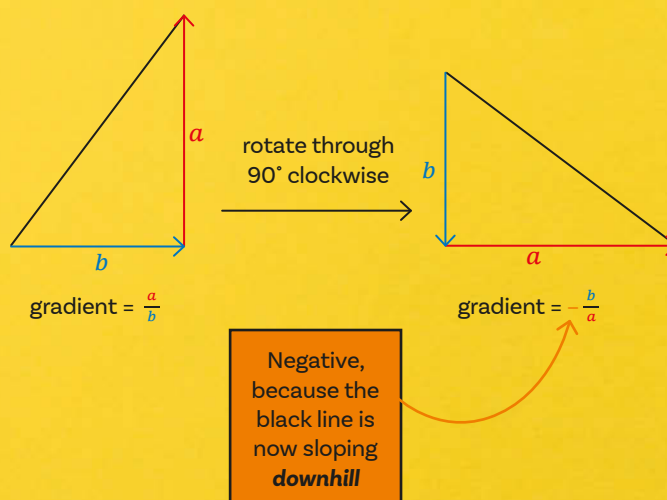 a
rotate through
90° clockwise
b
b
a
gradient = a/b
gradient = - b/a
Negative,
because the
black line is
now sloping
downhill